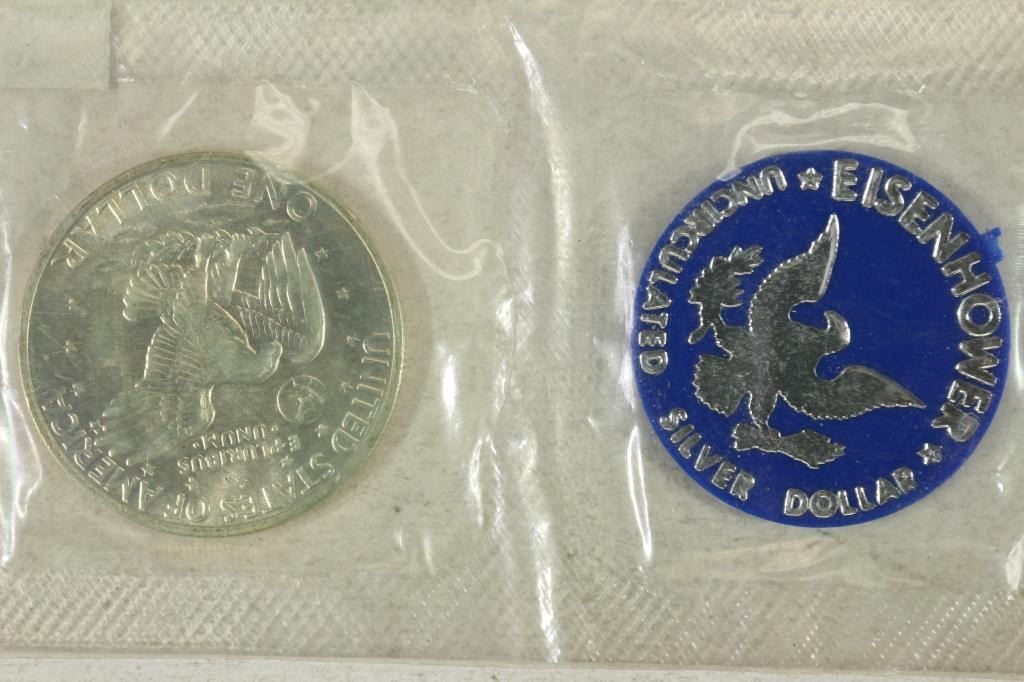 UNITED STATES OF AMERICA
E PLURIBUS
UNUM
ONE DOLLAR
EISENHOWER
UNCIRCULATED SILVER DOLLAR